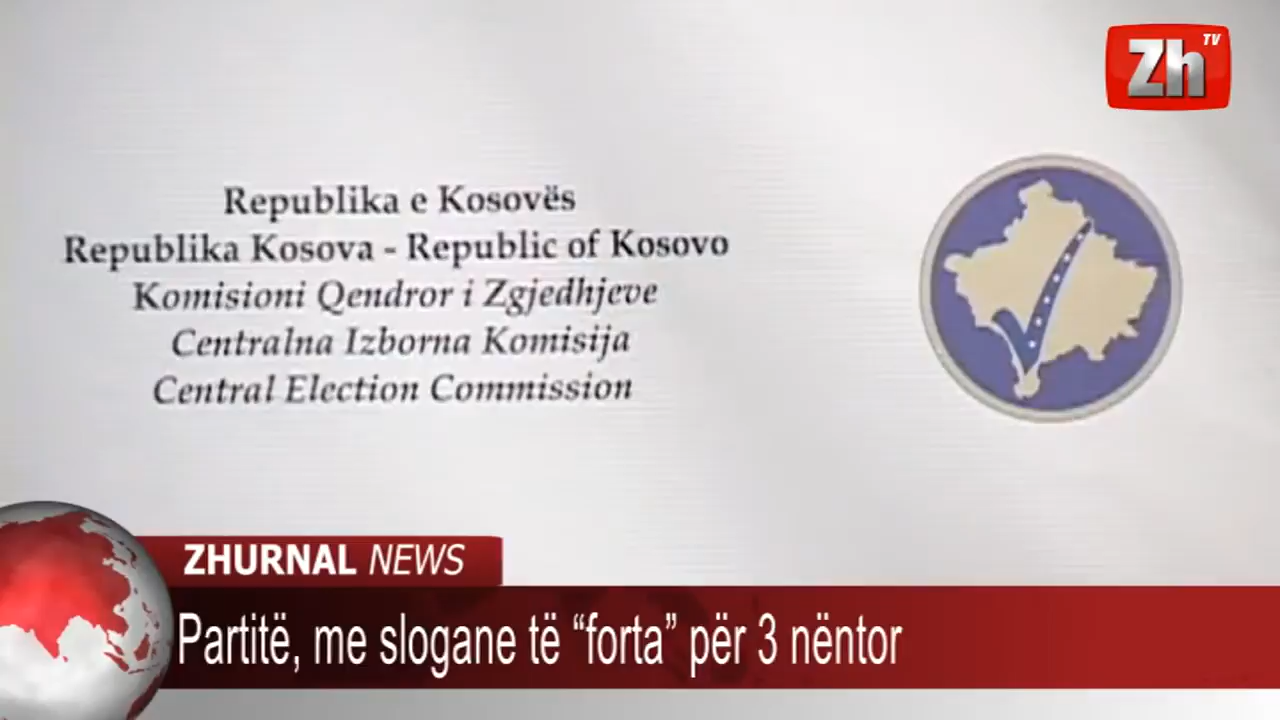 Zh TV
Republika e Kosovës
Republika Kosova - Republic of Kosovo
Komisioni Qendror i Zgjedhjeve
Centralna Izborna Komisija
Central Election Commission
ZHURNAL NEWS
Partitë, me slogane të “forta” për 3 nëntor